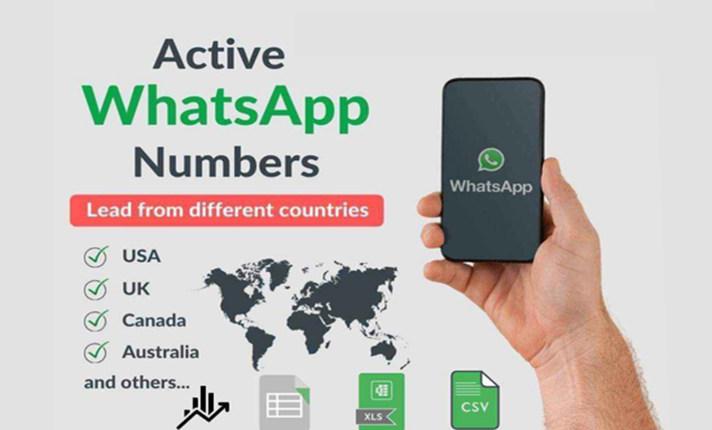 Active
WhatsApp
Numbers
Lead from different countries
USA
UK
Canada
Australia
and others...
WhatsApp
XLS
CSV